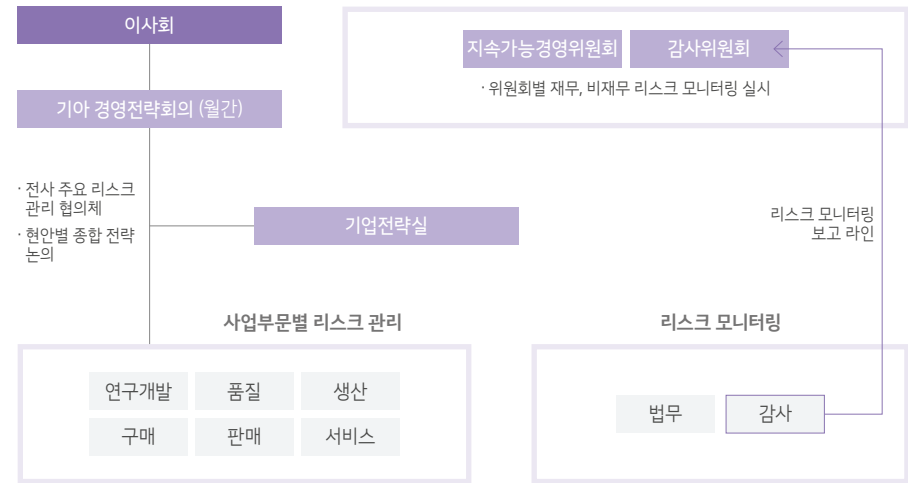 이사회
지속가능경영위원회
감사위원회
· 위원회별 재무, 비재무 리스크 모니터링 실시
기아 경영전략회의 (월간)
· 전사 주요 리스크
관리 협의체
· 현안별 종합 전략
논의
기업전략실
리스크 모니터링
보고 라인
사업부문별 리스크 관리
연구개발
품질
생산
구매
판매
서비스
리스크 모니터링
법무
감사